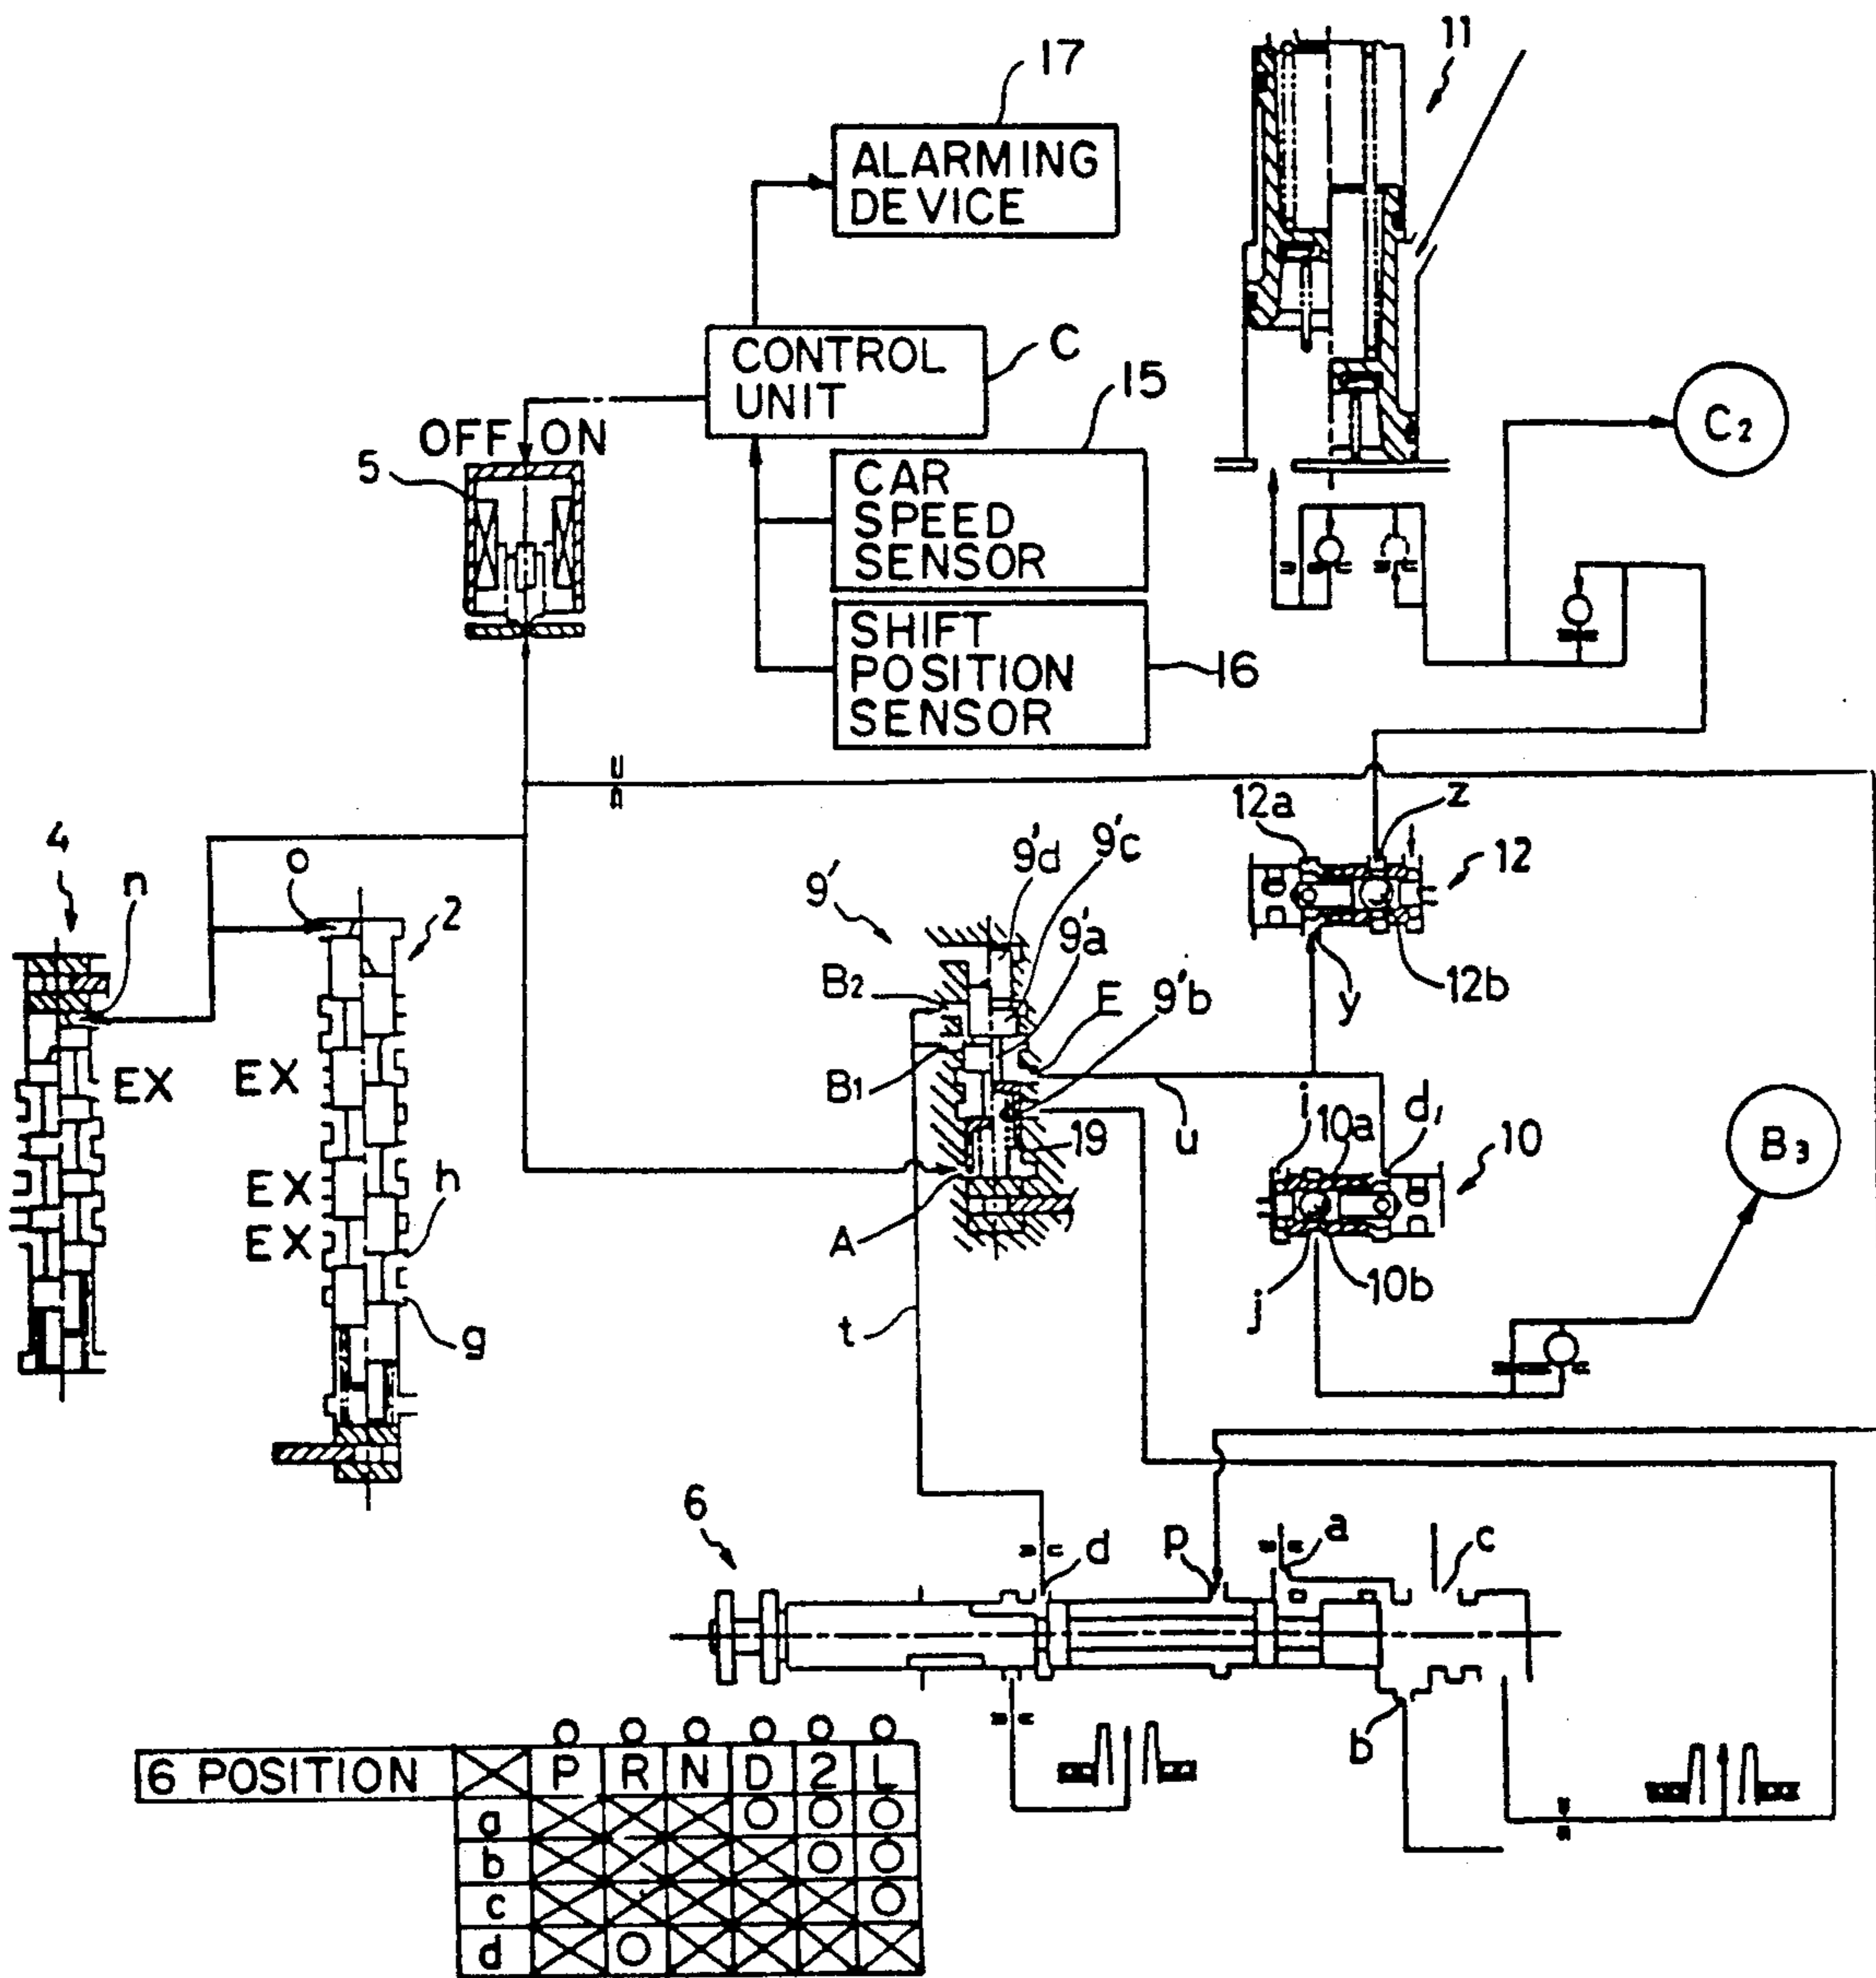 11
17
ALARMING
DEVICE
CONTROL
UNIT
C
15
OFF ON
5
CAR
SPEED
SENSOR
C2
SHIFT
POSITION
SENSOR
16
4
n
o
2
12a
z
12
9'
9'd
9'c
9'a
B2
E
9'b
y
12b
EX
EX
B1
u
i
10a
d,
10
B3
19
EX
h
EX
A
j
10b
t
g
6
d
p
a
c
b
6 POSITION P R N D 2 L
a
b
c
d